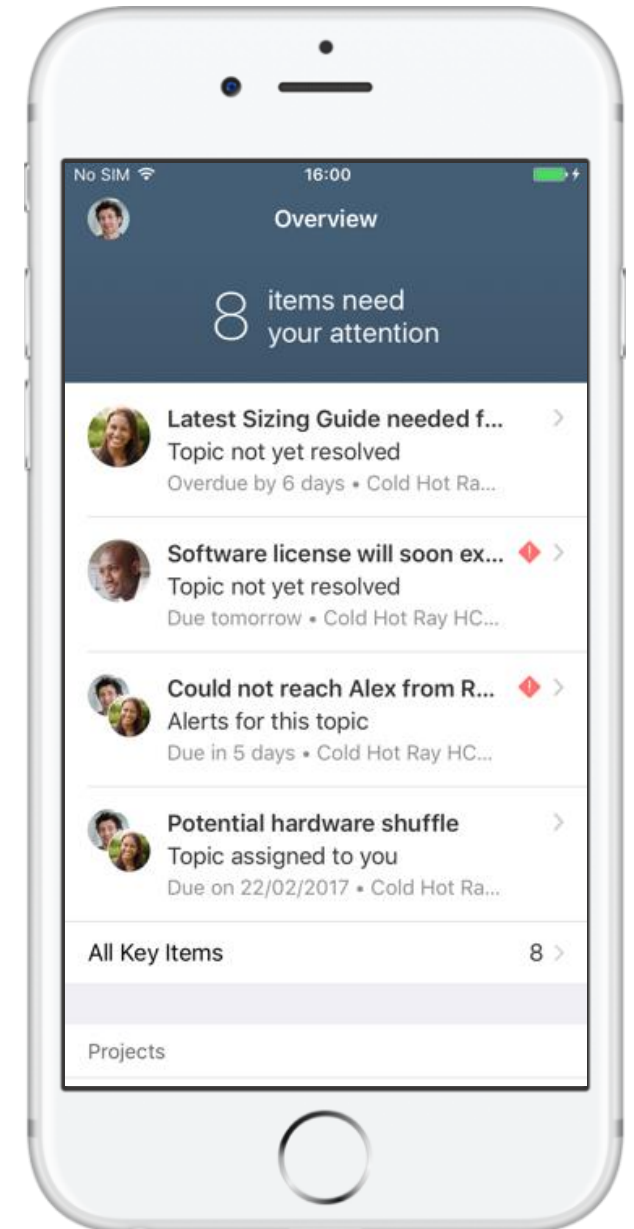 No SIM 16:00
Overview
8 items need
your attention
Latest Sizing Guide needed f...
Topic not yet resolved
Overdue by 6 days • Cold Hot Ra...
Software license will soon ex...
Topic not yet resolved
Due tomorrow • Cold Hot Ray HC...
Could not reach Alex from R...
Alerts for this topic
Due in 5 days • Cold Hot Ray HC...
Potential hardware shuffle
Topic assigned to you
Due on 22/02/2017 • Cold Hot Ra...
All Key Items 8
Projects